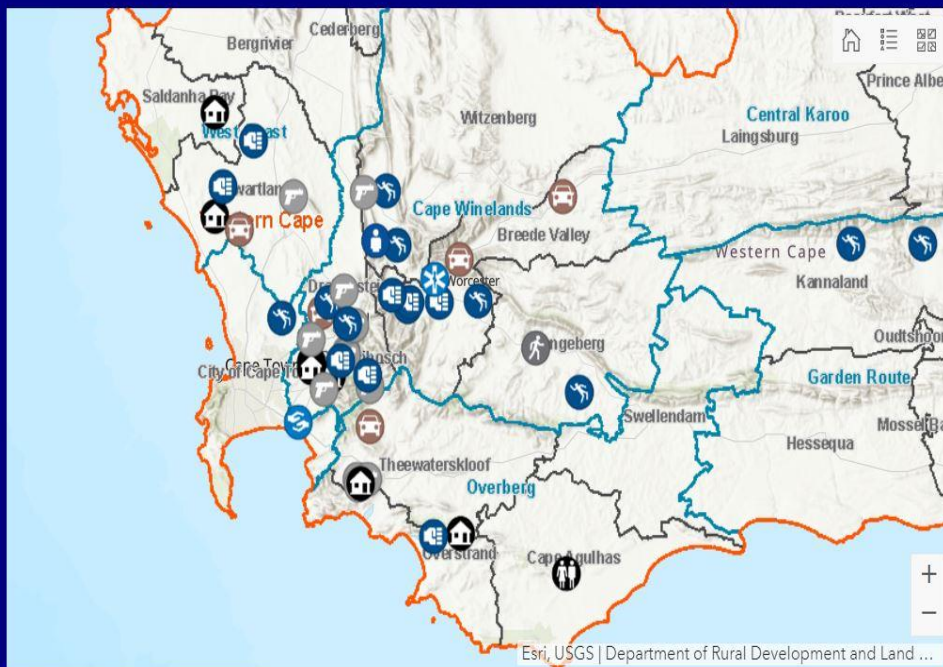 Cederberg
Bergrivier
Prince Albe
Saldanha Bay
Central Karoo
Laingsburg
Witzenberg
Cape Winelands
Breede Valley
Western Cape
Worcester
Kannaland
Oudtshoor
Garden Route
City of Cape To
Swellendam
Mossel Ba
Hessequa
Theewaterskloof
Overberg
Overstrand
Cape Agulhas
+
−
Esri, USGS | Department of Rural Development and Land ...